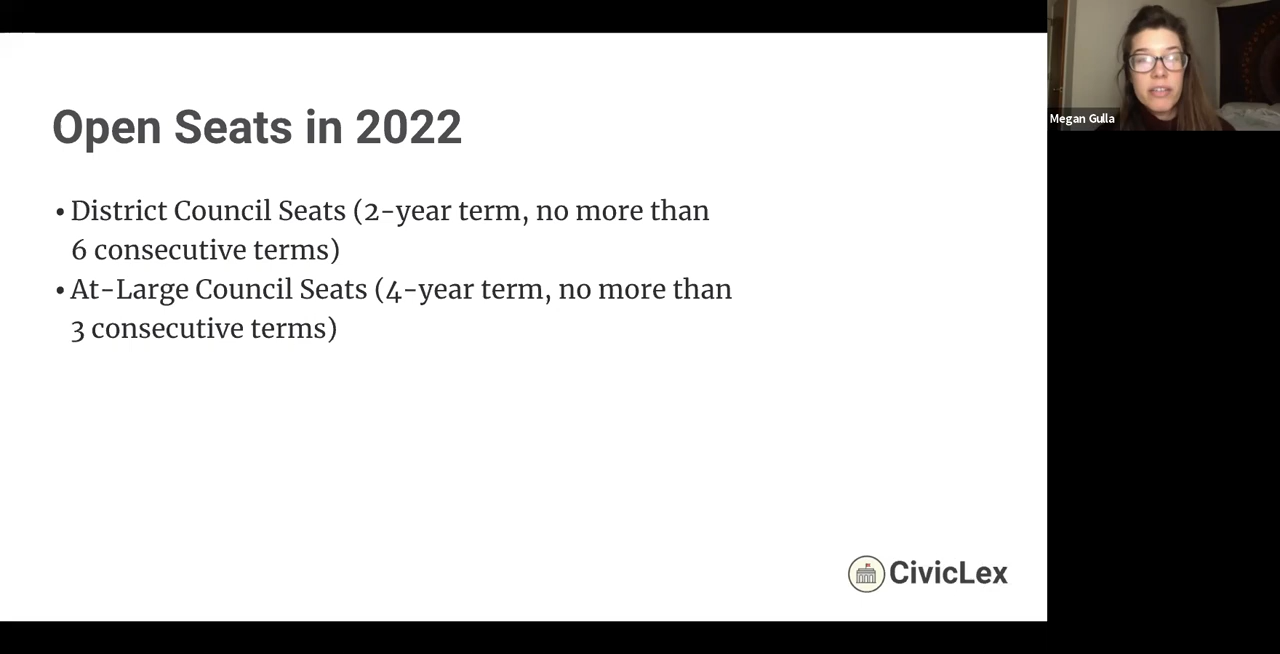 Open Seats in 2022
• District Council Seats (2-year term, no more than
6 consecutive terms)
• At-Large Council Seats (4-year term, no more than
3 consecutive terms)
CivicLex
Megan Gulla